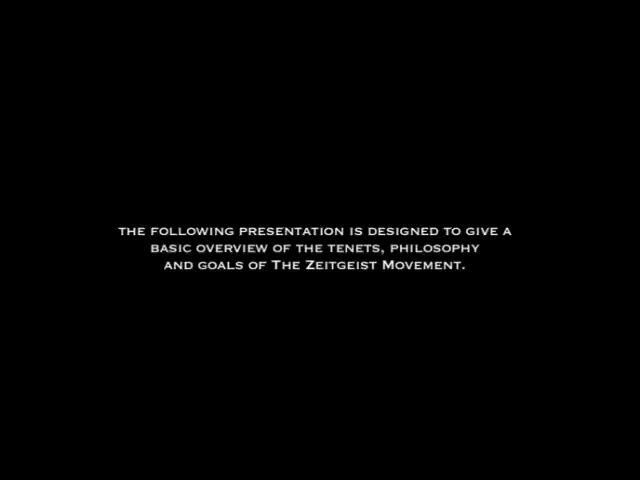 THE FOLLOWING PRESENTATION IS DESIGNED TO GIVE A
BASIC OVERVIEW OF THE TENETS, PHILOSOPHY
AND GOALS OF THE ZEITGEIST MOVEMENT.